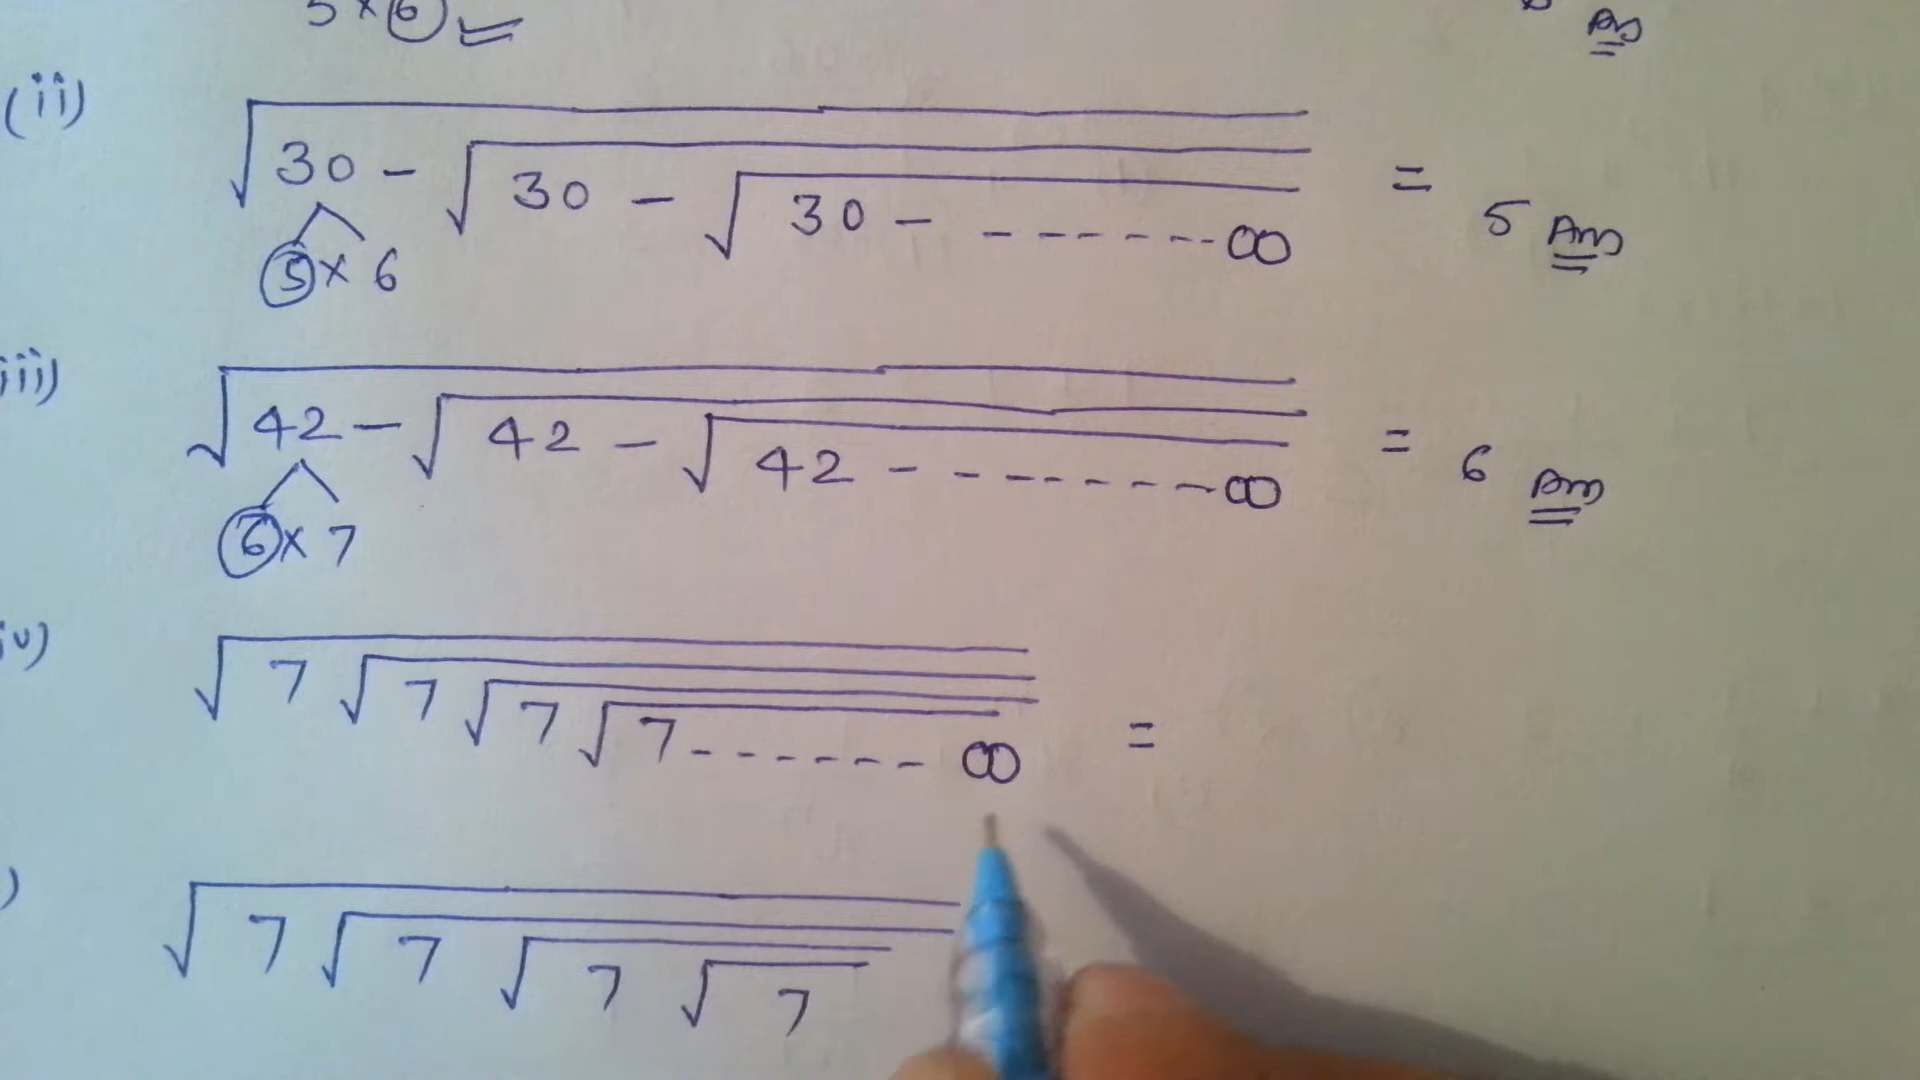 5 × 6
Ans
(ii) √30 - √30 - √30 - ------∞ = 5 Ans
5 × 6
iii) √42 - √42 - √42 - -------∞ = 6 Ans
6 × 7
iv) √7√7√7√7------- ∞ =
) √7√7√7√7